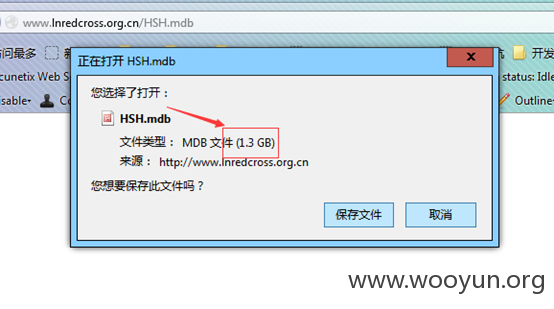 www.lnredcross.org.cn/HSH.mdb
问最多
开发
cunetix Web S
status: Idle
isable▾
Co
Outline▾
正在打开 HSH.mdb
x
您选择了打开：
HSH.mdb
文件类型： MDB 文件 (1.3 GB)
来源： http://www.lnredcross.org.cn
您想要保存此文件吗？
保存文件 取消
www.wooyun.org